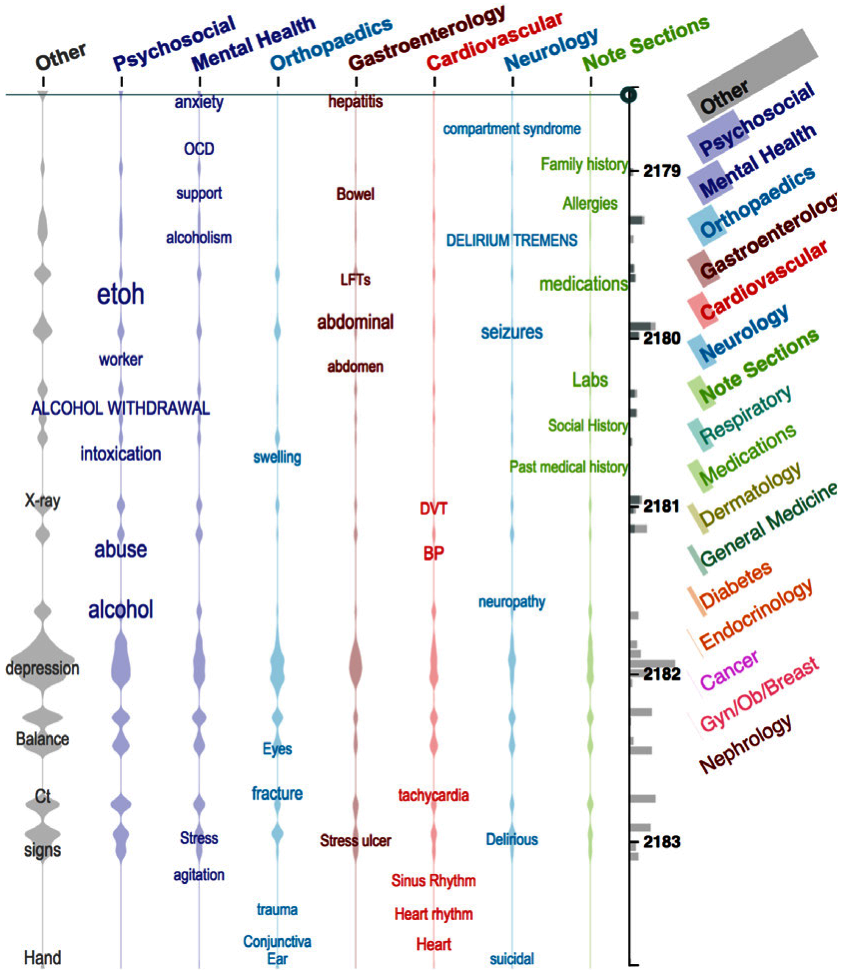 Other
Psychosocial
Mental Health
Orthopaedics
Gastroenterology
Cardiovascular
Neurology
Note Sections
anxiety
hepatitis
compartment syndrome
OCD
Family history
2179
support
Bowel
Allergies
alcoholism
DELIRIUM TREMENS
LFTs
medications
etoh
abdominal
seizures
2180
worker
abdomen
Labs
ALCOHOL WITHDRAWAL
Social History
intoxication
swelling
Past medical history
X-ray
DVT
2181
abuse
BP
alcohol
neuropathy
depression
2182
Balance
Eyes
Ct
fracture
tachycardia
signs
Stress
Stress ulcer
Delirious
2183
agitation
Sinus Rhythm
trauma
Heart rhythm
Conjunctiva
Heart
Hand
Ear
suicidal
Other
Psychosocial
Mental Health
Orthopaedics
Gastroenterology
Cardiovascular
Neurology
Note Sections
Respiratory
Medications
Dermatology
General Medicine
Diabetes
Endocrinology
Cancer
Gyn/Ob/Breast
Nephrology